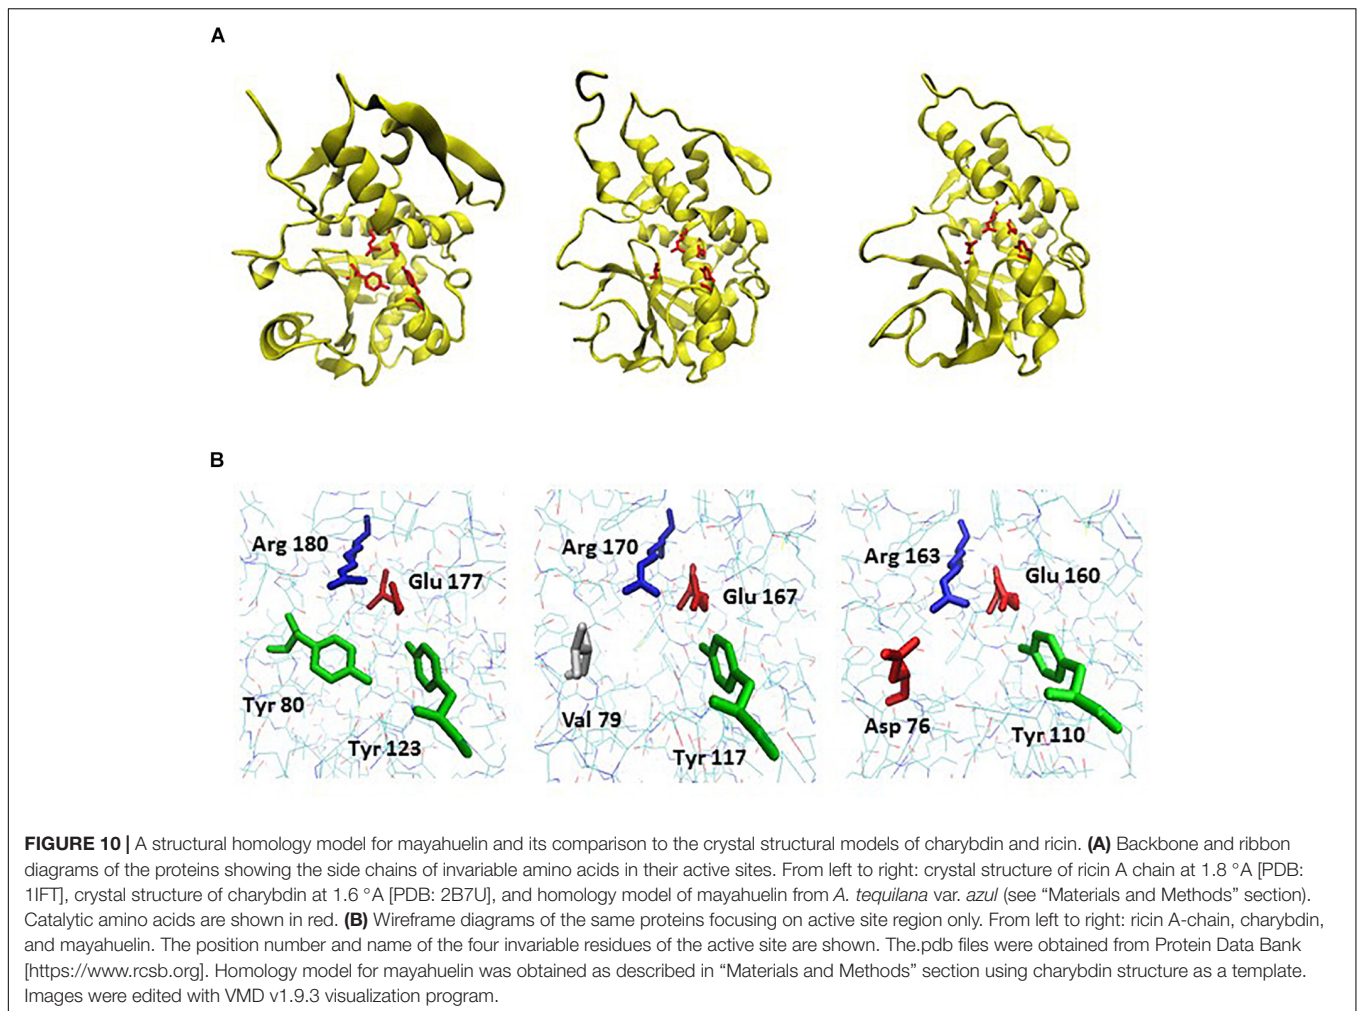 A
B
Arg 180
Glu 177
Tyr 80
Tyr 123
Arg 170
Glu 167
Val 79
Tyr 117
Arg 163
Glu 160
Asp 76
Tyr 110
FIGURE 10 | A structural homology model for mayahuelin and its comparison to the crystal structural models of charybdin and ricin. (A) Backbone and ribbon
diagrams of the proteins showing the side chains of invariable amino acids in their active sites. From left to right: crystal structure of ricin A chain at 1.8 °A [PDB:
1IFT], crystal structure of charybdin at 1.6 °A [PDB: 2B7U], and homology model of mayahuelin from A. tequilana var. azul (see “Materials and Methods” section).
Catalytic amino acids are shown in red. (B) Wireframe diagrams of the same proteins focusing on active site region only. From left to right: ricin A-chain, charybdin,
and mayahuelin. The position number and name of the four invariable residues of the active site are shown. The.pdb files were obtained from Protein Data Bank
[https://www.rcsb.org]. Homology model for mayahuelin was obtained as described in “Materials and Methods” section using charybdin structure as a template.
Images were edited with VMD v1.9.3 visualization program.